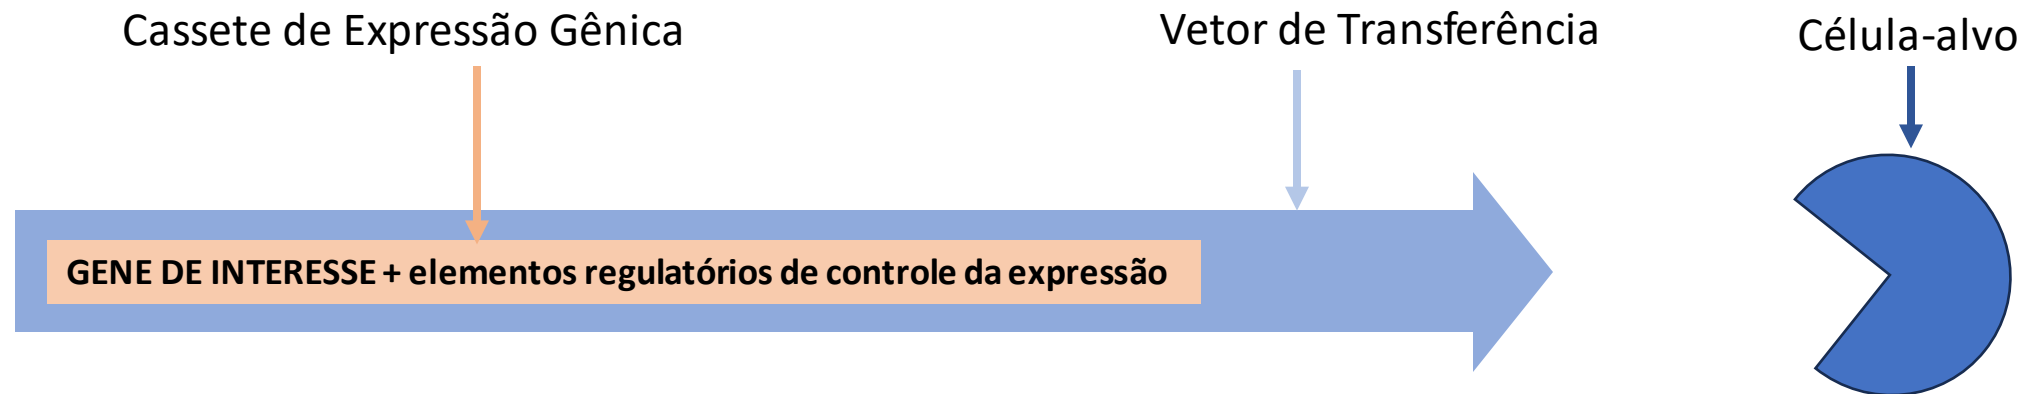 Cassete de Expressão Gênica
Vetor de Transferência
Célula-alvo
GENE DE INTERESSE + elementos regulatórios de controle da expressão